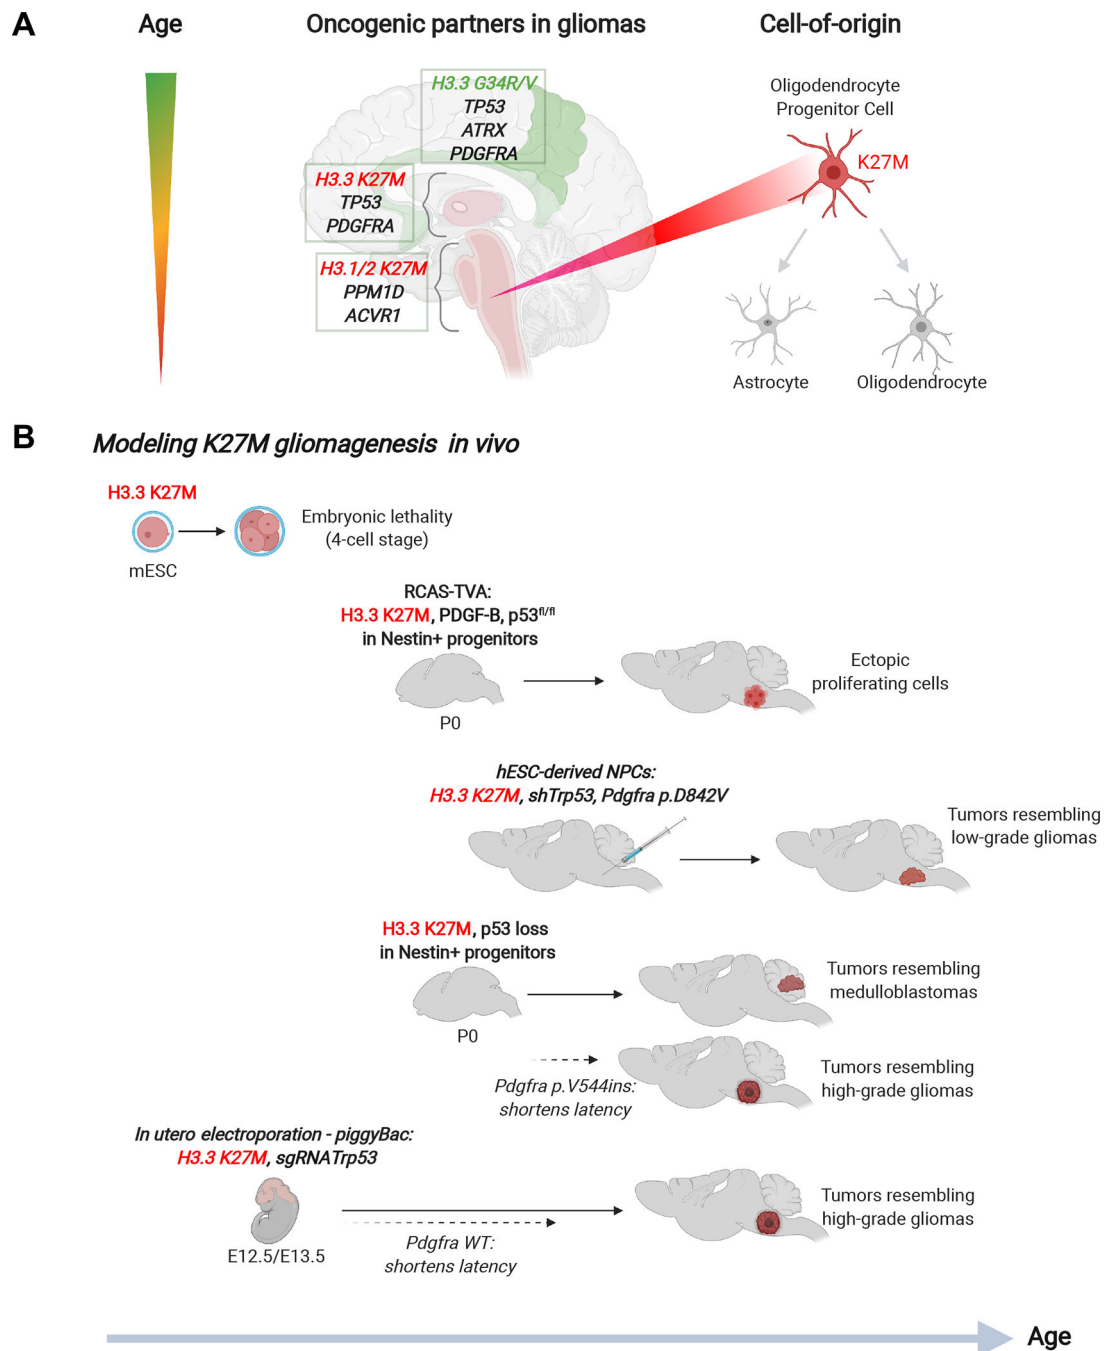 A
Age
Oncogenic partners in gliomas
Cell-of-origin
H3.3 G34R/V
TP53
ATRX
PDGFRA
H3.3 K27M
TP53
PDGFRA
H3.1/2 K27M
PPM1D
ACVR1
Oligodendrocyte
Progenitor Cell
K27M
Astrocyte
Oligodendrocyte
B
Modeling K27M gliomagenesis in vivo
H3.3 K27M
mESC
Embryonic lethality
(4-cell stage)
RCAS-TVA:
H3.3 K27M, PDGF-B, p53fl/fl
in Nestin+ progenitors
P0
Ectopic
proliferating cells
hESC-derived NPCs:
H3.3 K27M, shTrp53, Pdgfra p.D842V
Tumors resembling
low-grade gliomas
H3.3 K27M, p53 loss
in Nestin+ progenitors
P0
Tumors resembling
medulloblastomas
Pdgfra p.V544ins:
shortens latency
Tumors resembling
high-grade gliomas
In utero electroporation - piggyBac:
H3.3 K27M, sgRNATrp53
E12.5/E13.5
Pdgfra WT:
shortens latency
Tumors resembling
high-grade gliomas
Age